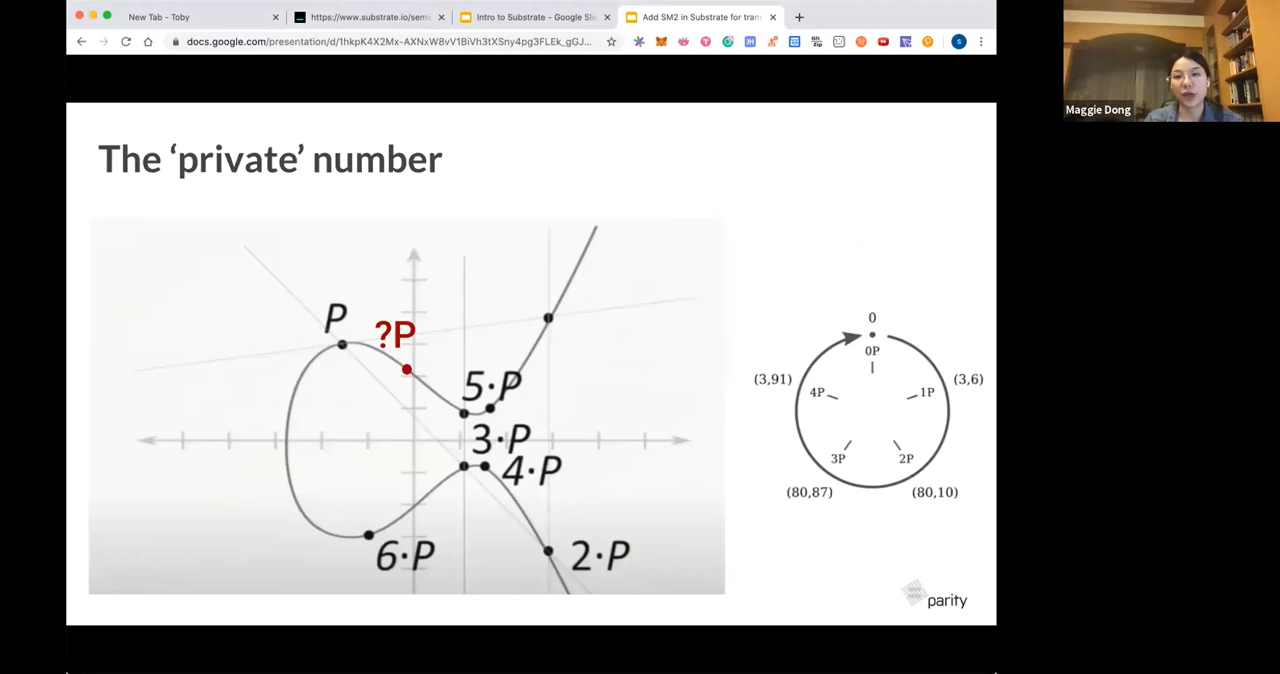 New Tab - Toby
https://www.substrate.io/semi
Intro to Substrate - Google Sli
Add SM2 in Substrate for tran
docs.google.com/presentation/d/1hkpK4X2Mx-AXNxW8vV1BiVh3tXSny4pg3FLEk_gGJ...
Maggie Dong
The ‘private’ number
P
?P
5·P
3·P
4·P
6·P
2·P
0
0P
(3,91)
(3,6)
4P
1P
3P
2P
(80,87)
(80,10)
parity